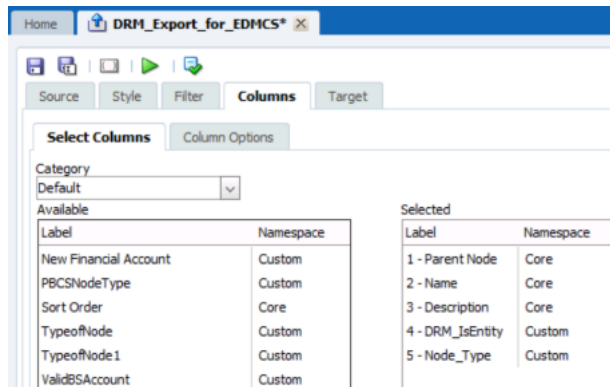 Home DRM_Export_for_EDMCS*
Source Style Filter Columns Target
Select Columns Column Options
Category
Default
Available Selected
Label Namespace Label Namespace
New Financial Account Custom 1 - Parent Node Core
PBCSNodeType Custom 2 - Name Core
Sort Order Core 3 - Description Core
TypeofNode Custom 4 - DRM_IsEntity Custom
TypeofNode1 Custom 5 - Node_Type Custom
ValidBSAccount Custom